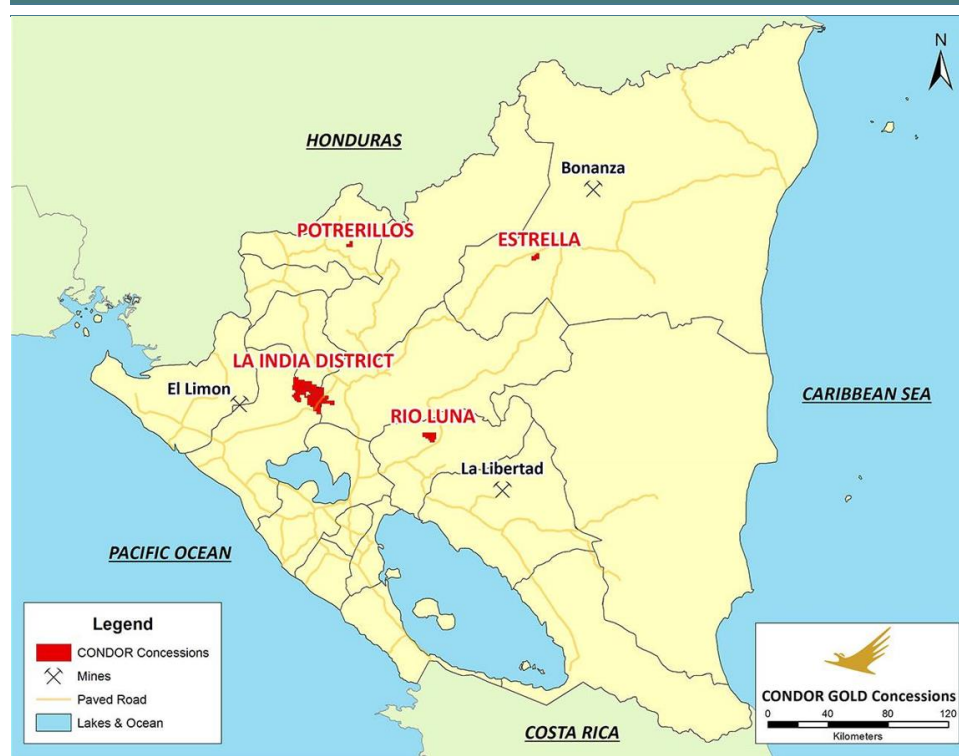 N
HONDURAS
Bonanza
POTRERILLOS
ESTRELLA
LA INDIA DISTRICT
El Limon
CARIBBEAN SEA
RIO LUNA
La Libertad
PACIFIC OCEAN
Legend
CONDOR Concessions
Mines
Paved Road
Lakes & Ocean
CONDOR GOLD Concessions
0 40 80 120
Kilometers
COSTA RICA